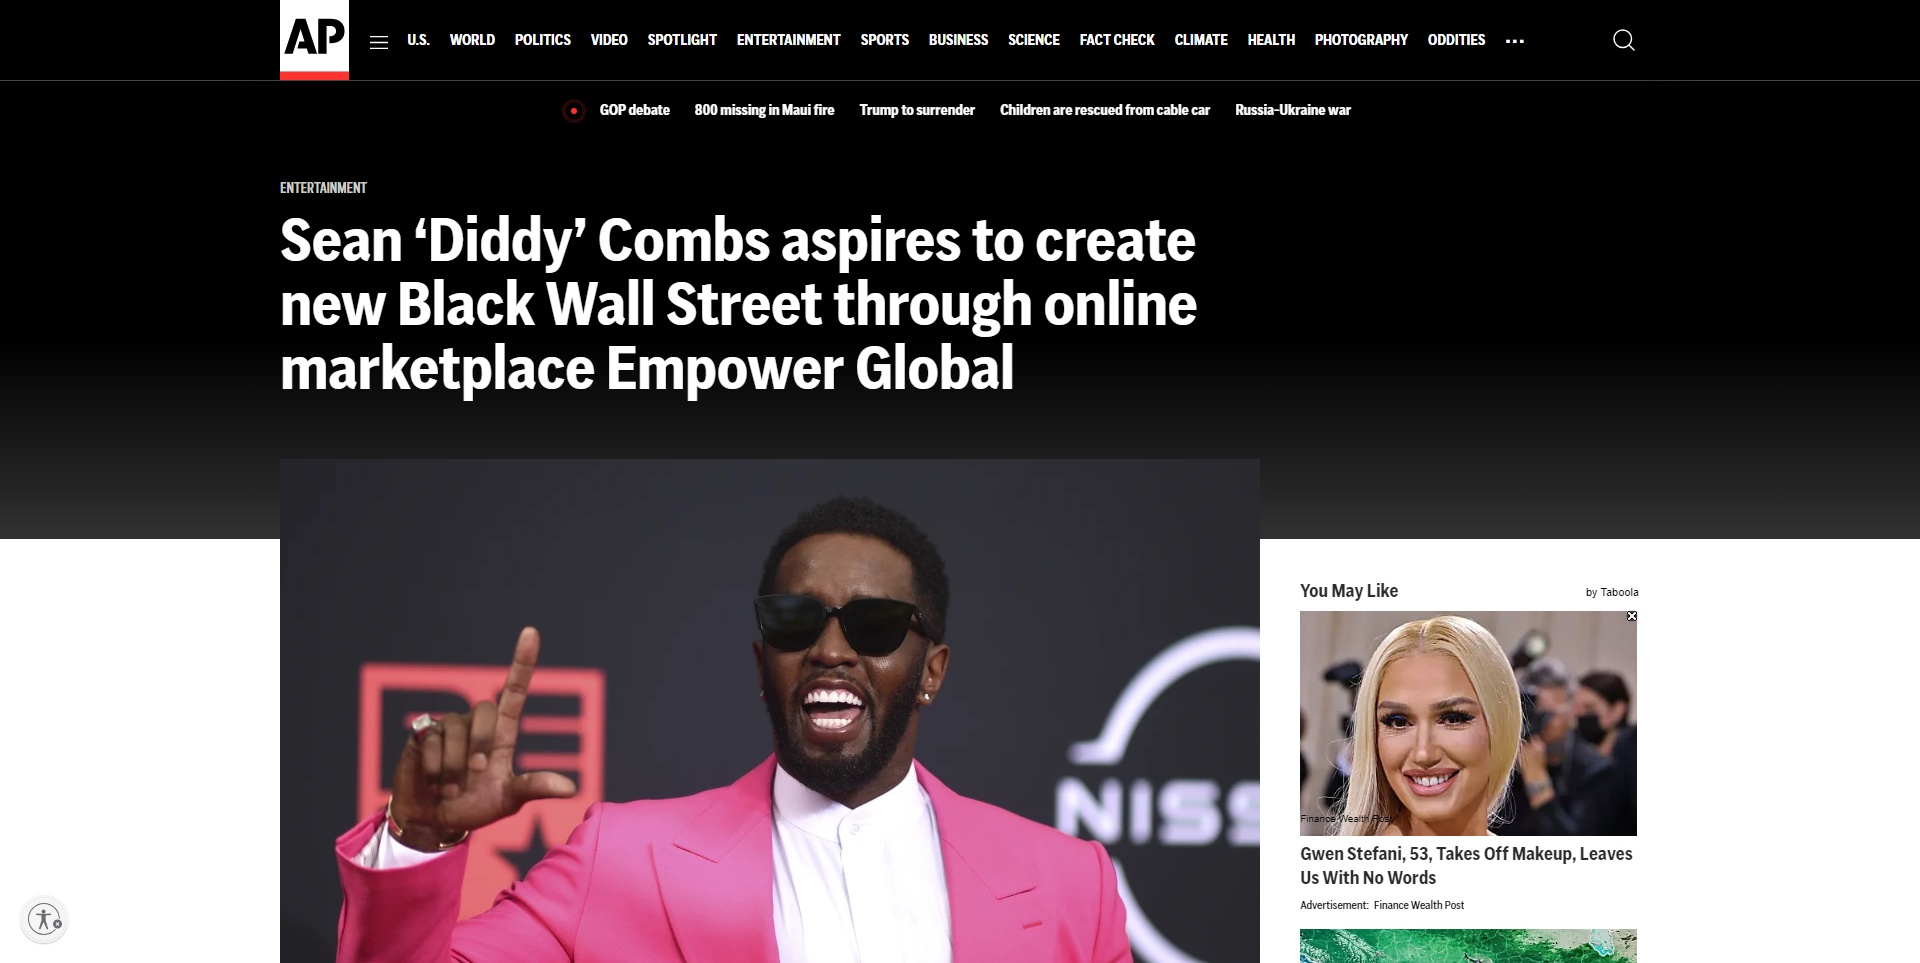 AP
U.S. WORLD POLITICS VIDEO SPOTLIGHT ENTERTAINMENT SPORTS BUSINESS SCIENCE FACT CHECK CLIMATE HEALTH PHOTOGRAPHY ODDITIES ...
GOP debate 800 missing in Maui fire Trump to surrender Children are rescued from cable car Russia-Ukraine war
ENTERTAINMENT
Sean ‘Diddy’ Combs aspires to create
new Black Wall Street through online
marketplace Empower Global
BE
NISS
You May Like by Taboola
Finance Wealth Post
Gwen Stefani, 53, Takes Off Makeup, Leaves
Us With No Words
Advertisement: Finance Wealth Post